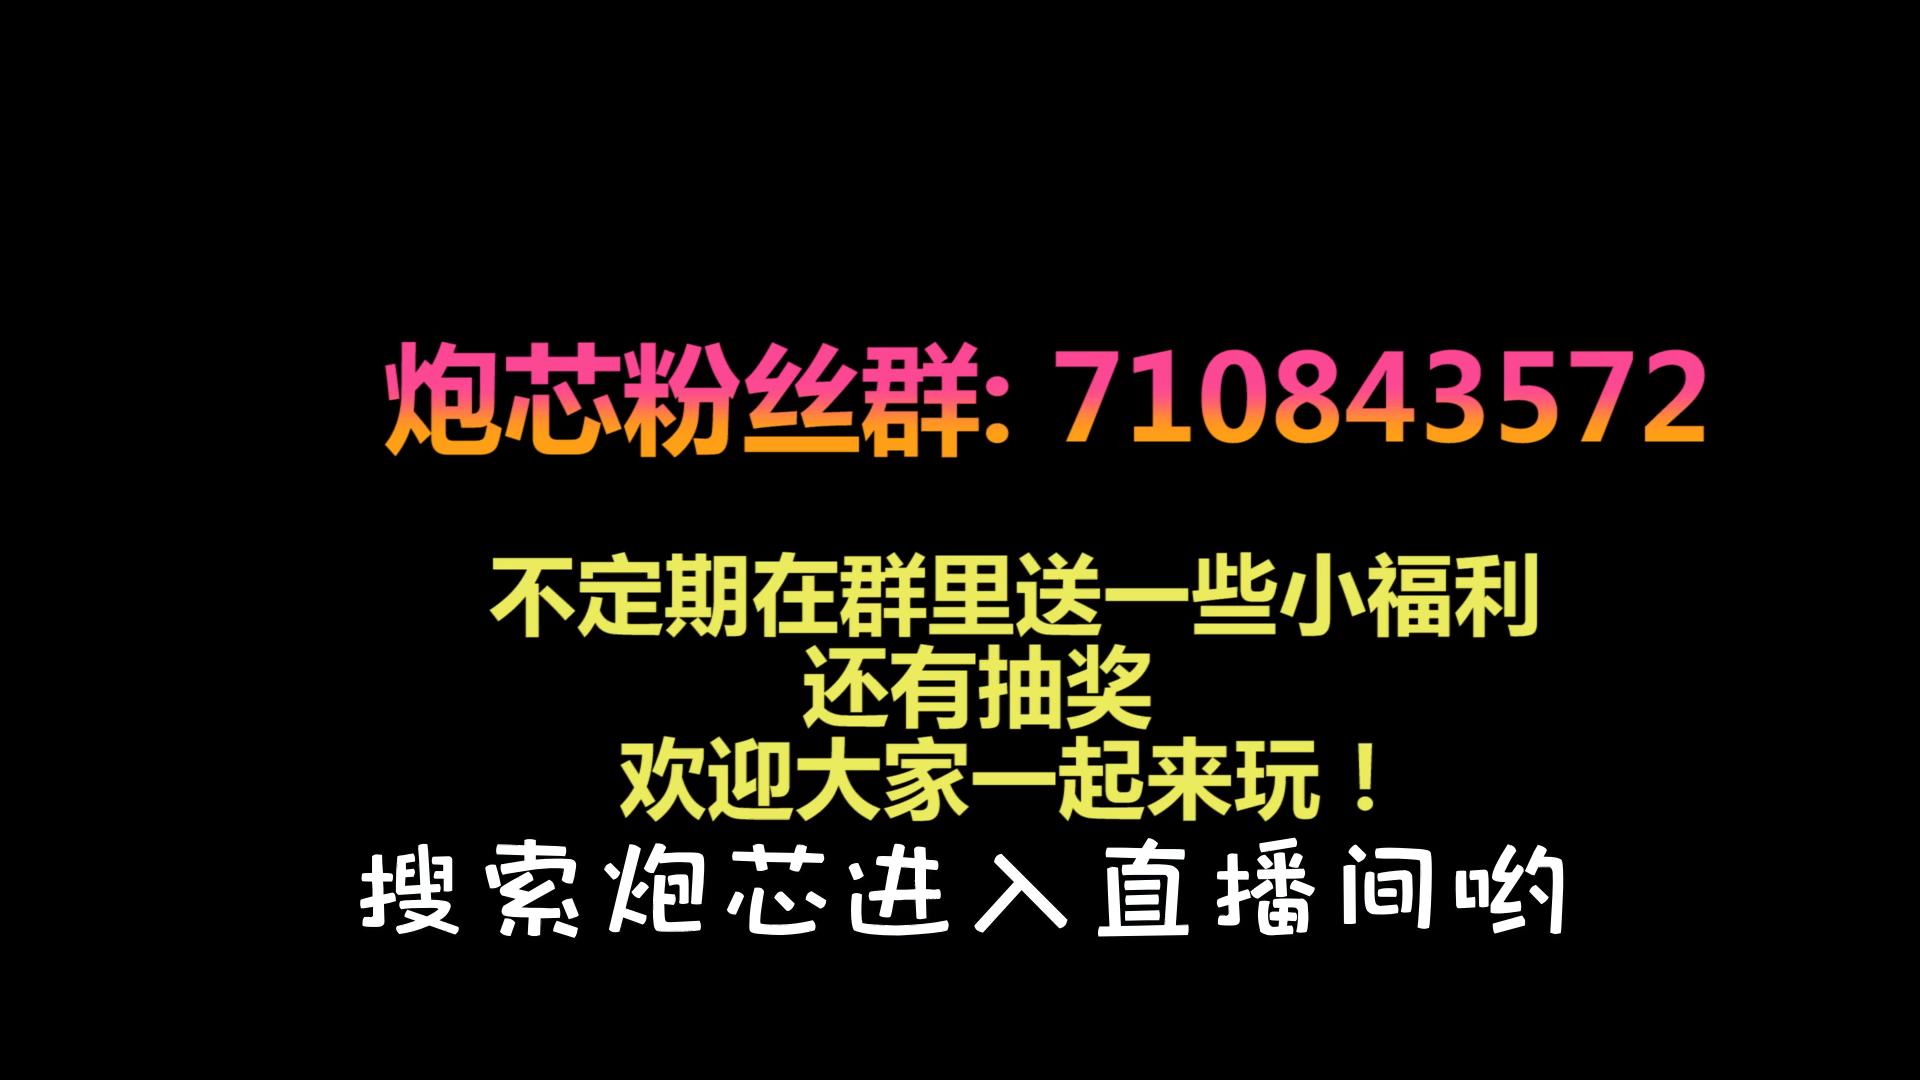 炮芯粉丝群: 710843572
不定期在群里送一些小福利
还有抽奖
欢迎大家一起来玩！
搜索炮芯进入直播间哟